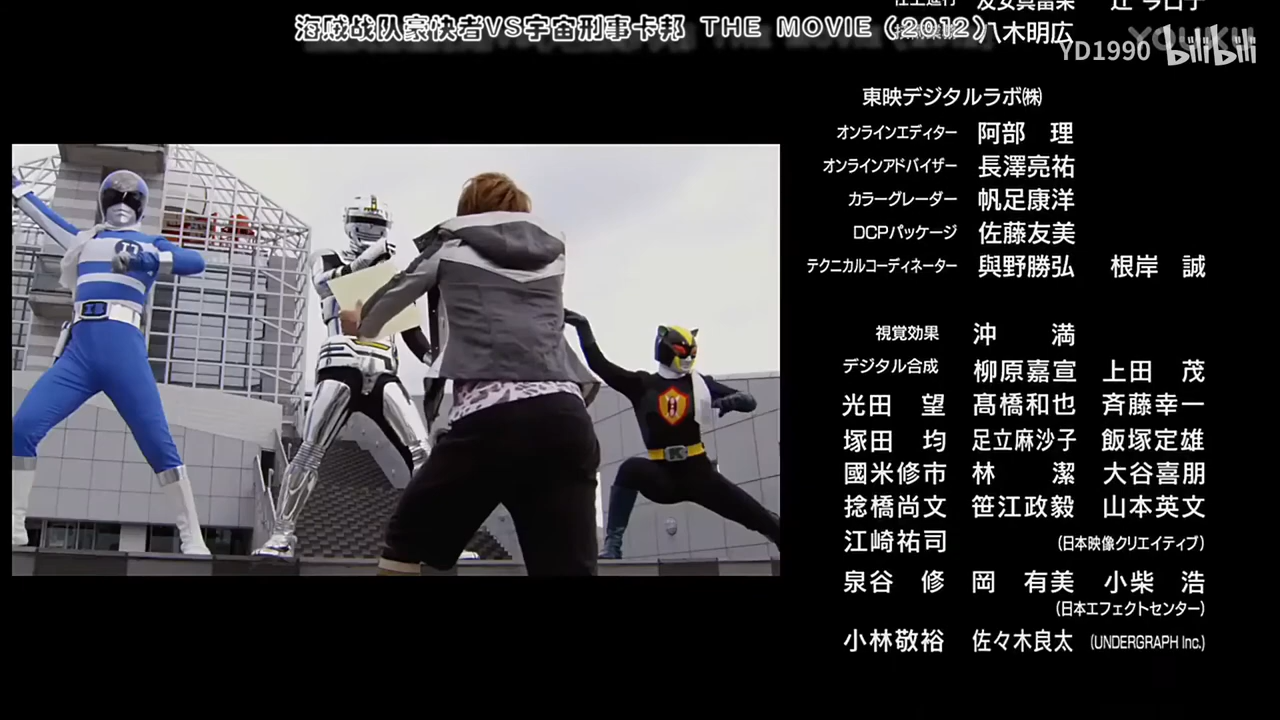 海贼战队豪快者VS宇宙刑事卡邦 THE MOVIE（2012）
八木明広
YD1990 bilibili
東映デジタルラボ㈱
オンラインエディター 阿部 理
オンラインアドバイザー 長澤亮祐
カラーグレーダー 帆足康洋
DCPパッケージ 佐藤友美
テクニカルコーディネーター 與野勝弘 根岸 誠
視覚効果 沖 満
デジタル合成 柳原嘉宣 上田 茂
光田 望 髙橋和也 斉藤幸一
塚田 均 足立麻沙子 飯塚定雄
國米修市 林 潔 大谷喜朋
捻橋尚文 笹江政毅 山本英文
江崎祐司 （日本映像クリエイティブ）
泉谷 修 岡 有美 小柴 浩
（日本エフェクトセンター）
小林敬裕 佐々木良太 （UNDERGRAPH Inc.）